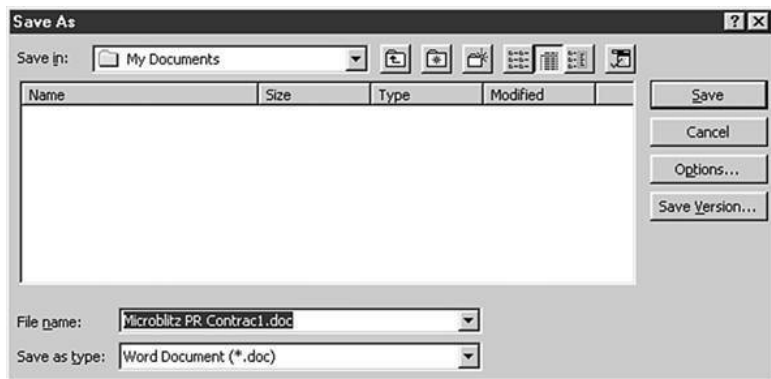 Save As
Save in: My Documents
Name Size Type Modified
Save
Cancel
Options...
Save Version...
File name: Microblitz PR Contrac1.doc
Save as type: Word Document (*.doc)